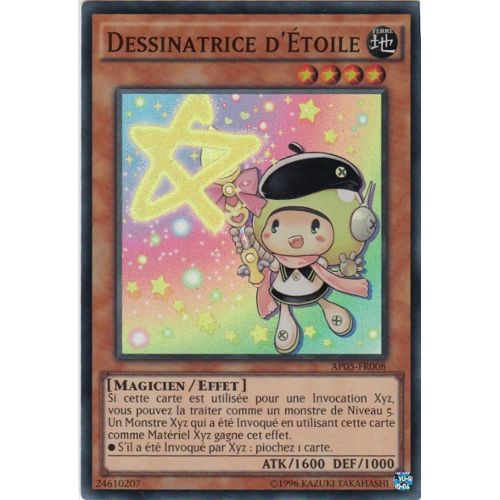 Dessinatrice d'Étoile
TERRE
地
AP05-FR008
[Magicien / Effet]
Si cette carte est utilisée pour une Invocation Xyz,
vous pouvez la traiter comme un monstre de Niveau 5.
Un Monstre Xyz qui a été Invoqué en utilisant cette
carte comme Matériel Xyz gagne cet effet.
● S'il a été Invoqué par Xyz : piochez 1 carte.
ATK/1600 DEF/1000
24610207
©1996 KAZUKI TAKAHASHI